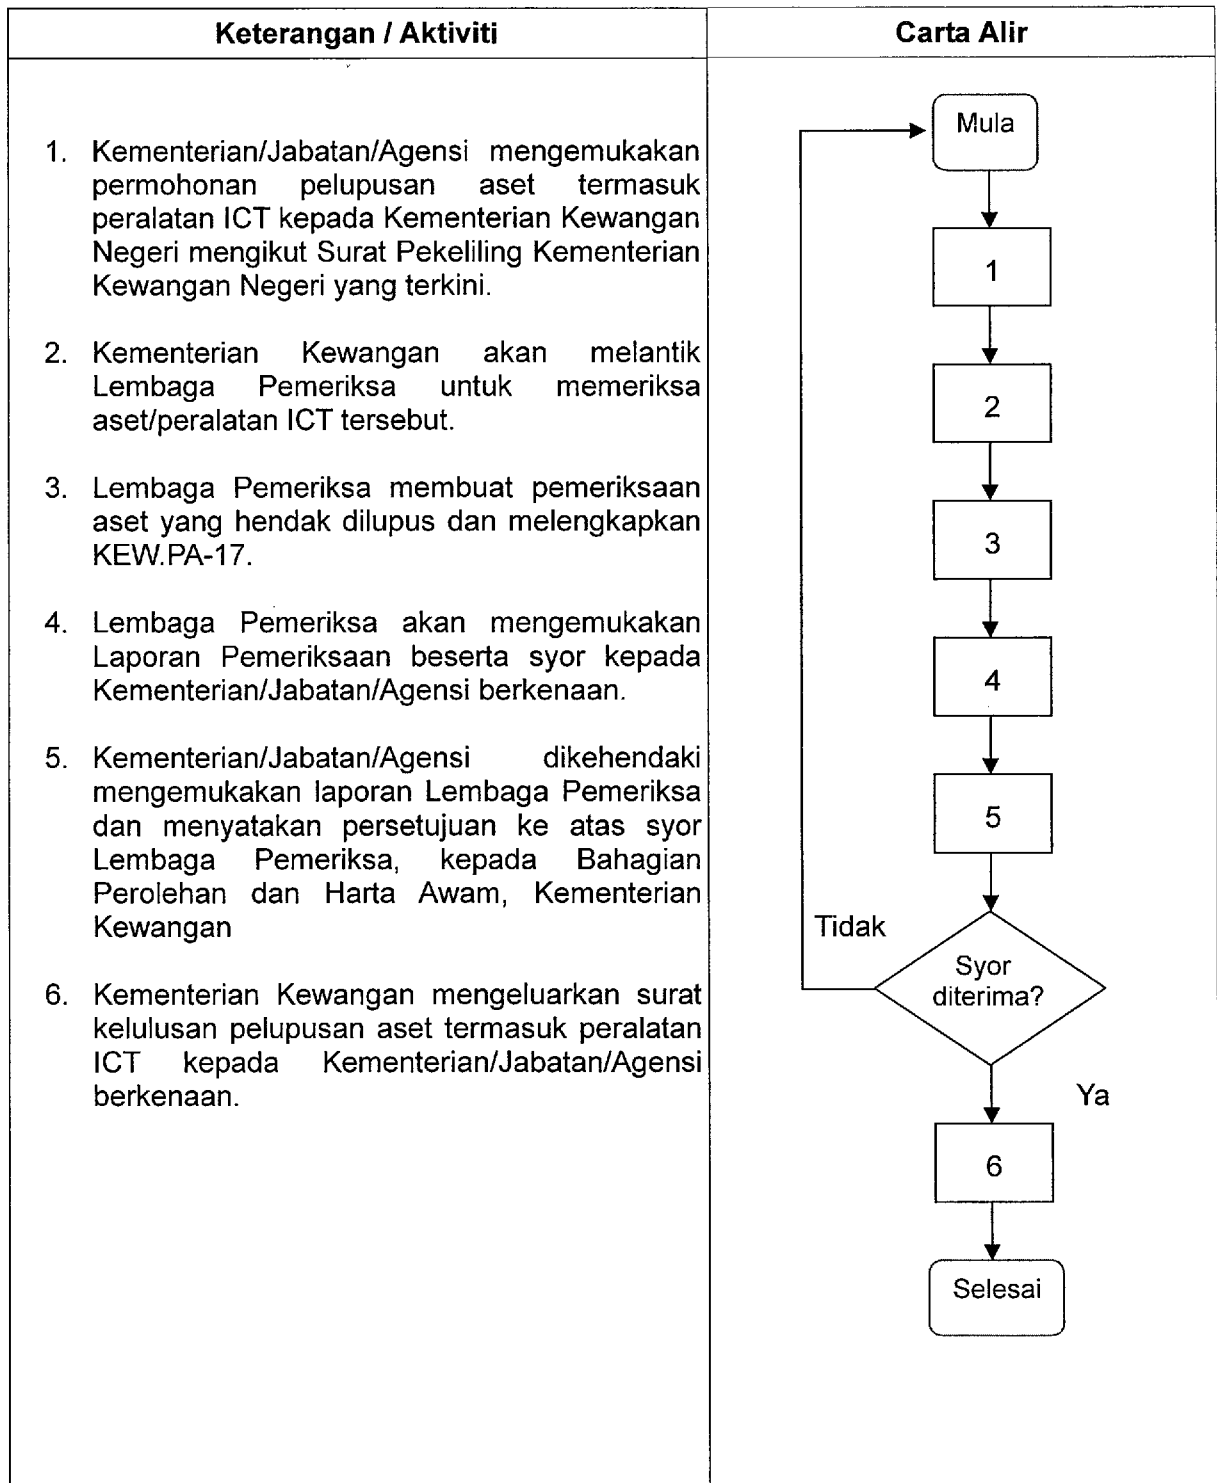 Keterangan / Aktiviti
Carta Alir
1. Kementerian/Jabatan/Agensi mengemukakan
permohonan pelupusan aset termasuk
peralatan ICT kepada Kementerian Kewangan
Negeri mengikut Surat Pekeliling Kementerian
Kewangan Negeri yang terkini.
2. Kementerian Kewangan akan melantik
Lembaga Pemeriksa untuk memeriksa
aset/peralatan ICT tersebut.
3. Lembaga Pemeriksa membuat pemeriksaan
aset yang hendak dilupus dan melengkapkan
KEW.PA-17.
4. Lembaga Pemeriksa akan mengemukakan
Laporan Pemeriksaan beserta syor kepada
Kementerian/Jabatan/Agensi berkenaan.
5. Kementerian/Jabatan/Agensi dikehendaki
mengemukakan laporan Lembaga Pemeriksa
dan menyatakan persetujuan ke atas syor
Lembaga Pemeriksa, kepada Bahagian
Perolehan dan Harta Awam, Kementerian
Kewangan
6. Kementerian Kewangan mengeluarkan surat
kelulusan pelupusan aset termasuk peralatan
ICT kepada Kementerian/Jabatan/Agensi
berkenaan.
Mula
1
2
3
4
5
Tidak
Syor
diterima?
Ya
6
Selesai